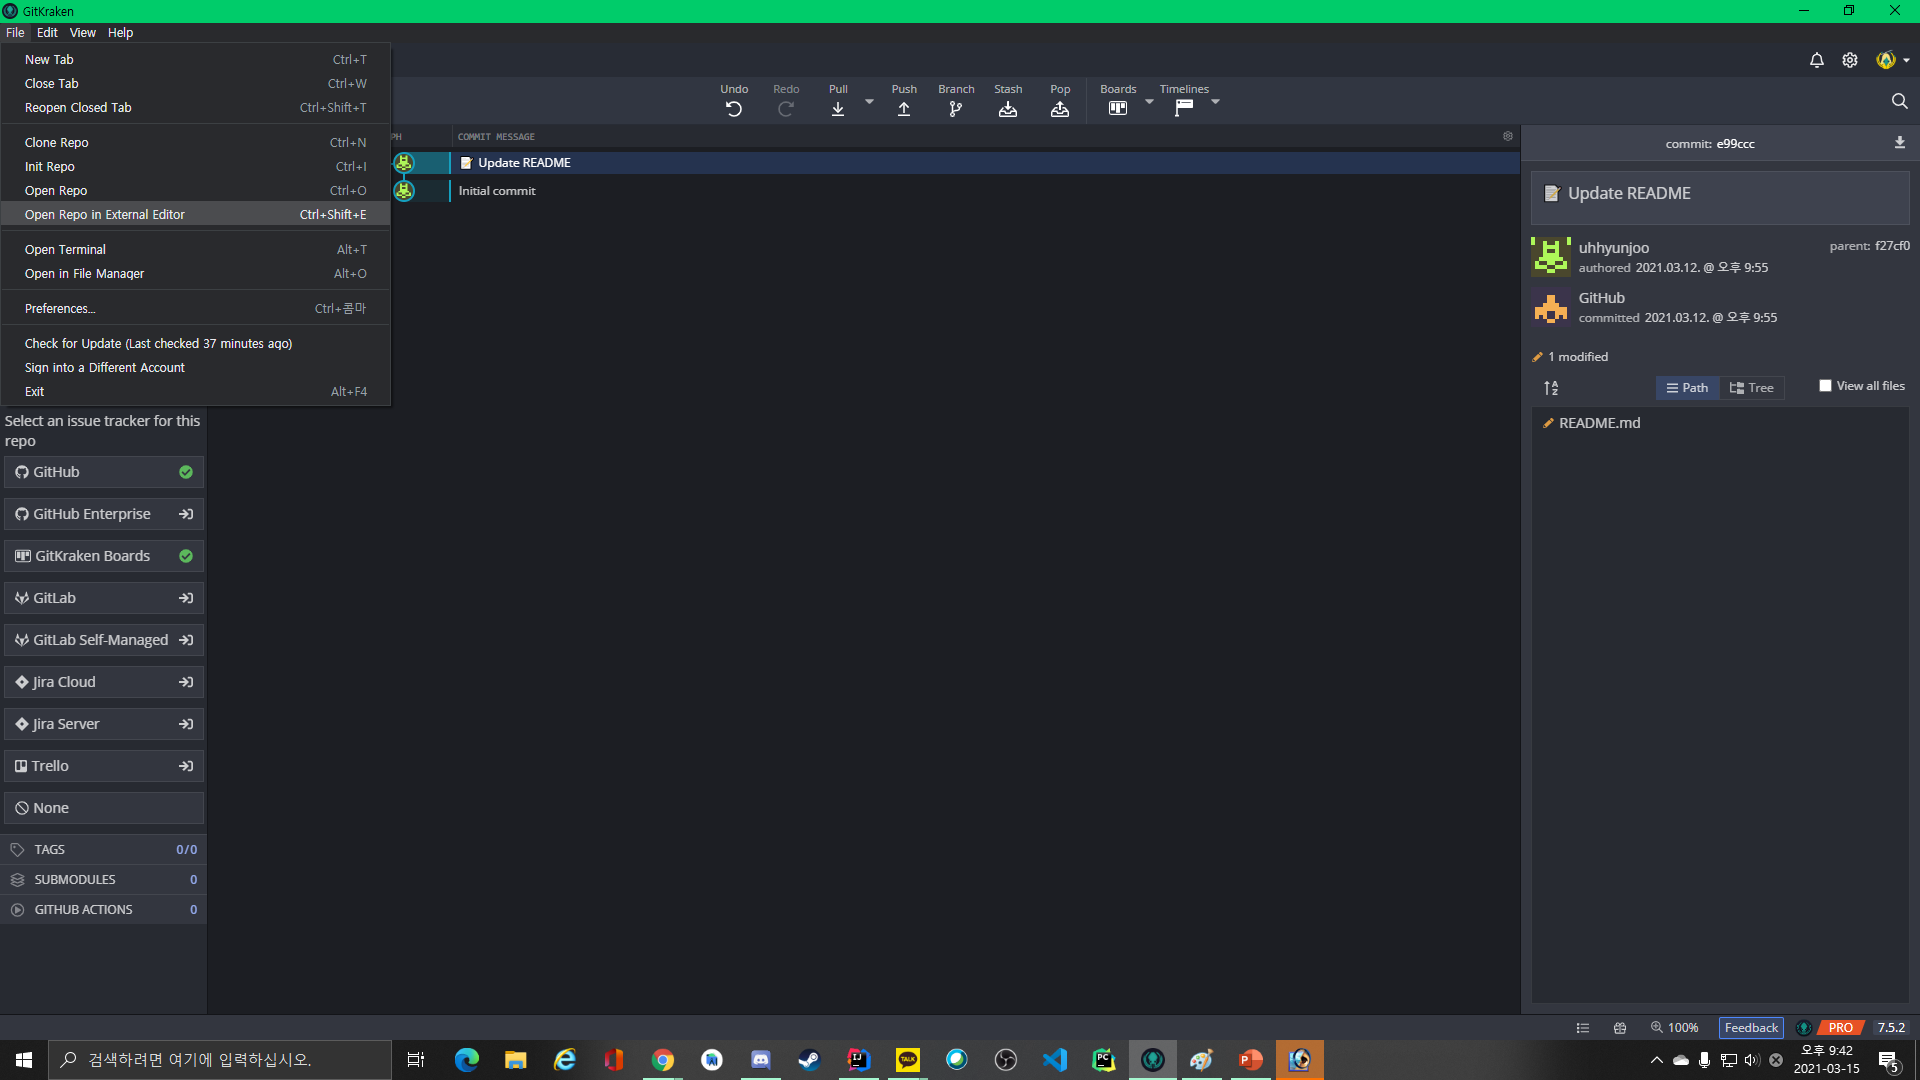 GitKraken
File Edit View Help
New Tab Ctrl+T
Close Tab Ctrl+W
Reopen Closed Tab Ctrl+Shift+T
Clone Repo Ctrl+N
Init Repo Ctrl+I
Open Repo Ctrl+O
Open Repo in External Editor Ctrl+Shift+E
Open Terminal Alt+T
Open in File Manager Alt+O
Preferences... Ctrl+콤마
Check for Update (Last checked 37 minutes ago)
Sign into a Different Account
Exit Alt+F4
Undo Redo Pull Push Branch Stash Pop Boards Timelines
PH COMMIT MESSAGE
📝 Update README
Initial commit
Select an issue tracker for this
repo
GitHub
GitHub Enterprise
GitKraken Boards
GitLab
GitLab Self-Managed
Jira Cloud
Jira Server
Trello
None
TAGS 0/0
SUBMODULES 0
GITHUB ACTIONS 0
commit: e99ccc
📝 Update README
uhhyunjoo parent: f27cf0
authored 2021.03.12. @ 오후 9:55
GitHub
committed 2021.03.12. @ 오후 9:55
1 modified
Path Tree View all files
README.md
100% Feedback PRO 7.5.2
검색하려면 여기에 입력하십시오.
TALK
오후 9:42
2021-03-15
5